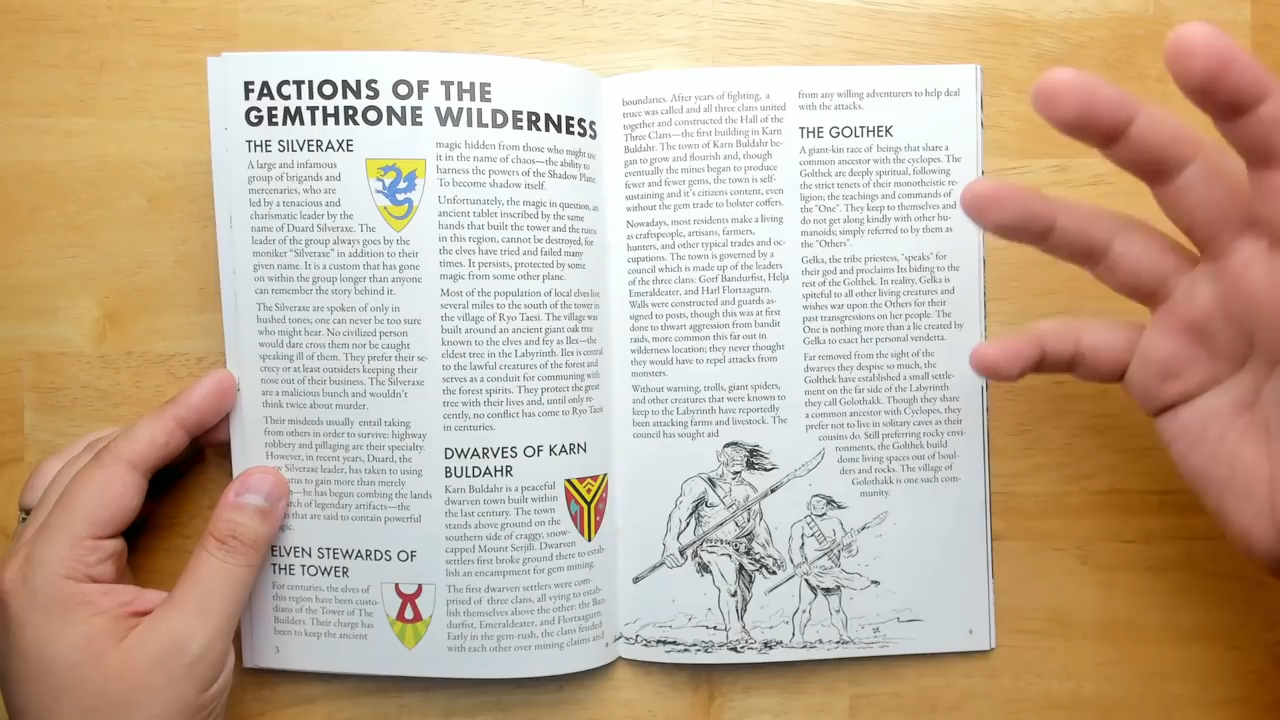 FACTIONS OF THE
GEMTHRONE WILDERNESS
THE SILVERAXE
A large and infamous
group of brigands and
mercenaries, who are
led by a tenacious and
charismatic leader by the
name of Duard Silveraxe. The
leader of the group always goes by the
moniker “Silveraxe” in addition to their
given name. It is a custom that has gone
on within the group longer than anyone
can remember the story behind it.
The Silveraxe are spoken of only in
hushed tones; one can never be too sure
who might hear. No civilized person
would dare cross them nor be caught
speaking ill of them. They prefer their se-
crecy or at least outsiders keeping their
nose out of their business. The Silveraxe
are a malicious bunch and wouldn’t
think twice about murder.
Their misdeeds usually entail taking
from others in order to survive: highway
robbery and pillaging are their specialty.
However, in recent years, Duard, the
Silveraxe leader, has taken to using
to gain more than merely
—he has begun combing the lands
of legendary artifacts—the
that are said to contain powerful
ELVEN STEWARDS OF
THE TOWER
For centuries, the elves of
this region have been custo-
dians of the Tower of The
Builders. Their charge has
been to keep the ancient
3
magic hidden from those who might use
it in the name of chaos—the ability to
harness the powers of the Shadow Plane.
To become shadow itself.
Unfortunately, the magic in question, an
ancient tablet inscribed by the same
hands that built the tower and the ruins
in this region, cannot be destroyed, for
the elves have tried and failed many
times. It persists, protected by some
magic from some other plane.
Most of the population of local elves live
several miles to the south of the tower in
the village of Ryo Taesi. The village was
built around an ancient giant oak tree
known to the elves and fey as Ilex—the
eldest tree in the Labyrinth. Ilex is central
to the lawful creatures of the forest and
serves as a conduit for communing with
the forest spirits. They protect the great
tree with their lives and, until only re-
cently, no conflict has come to Ryo Taesi
in centuries.
DWARVES OF KARN
BULDAHR
Karn Buldahr is a peaceful
dwarven town built within
the last century. The town
stands above ground on the
southern side of craggy, snow-
capped Mount Serjili. Dwarven
settlers first broke ground there to estab-
lish an encampment for gem mining.
The first dwarven settlers were com-
prised of three clans, all vying to estab-
lish themselves above the other: the Ban-
durfist, Emeraldeater, and Flortaagurn.
Early in the gem-rush, the clans feuded
with each other over mining claims and
boundaries. After years of fighting, a
truce was called and all three clans united
together and constructed the Hall of the
Three Clans—the first building in Karn
Buldahr. The town of Karn Buldahr be-
gan to grow and flourish and, though
eventually the mines began to produce
fewer and fewer gems, the town is self-
sustaining and it’s citizens content, even
without the gem trade to bolster coffers.
Nowadays, most residents make a living
as craftspeople, artisans, farmers,
hunters, and other typical trades and oc-
cupations. The town is governed by a
council which is made up of the leaders
of the three clans: Gorf Bandurfist, Helja
Emeraldeater, and Harl Flortaagurn.
Walls were constructed and guards as-
signed to posts, though this was at first
done to thwart aggression from bandit
raids, more common this far out in
wilderness location; they never thought
they would have to repel attacks from
monsters.
Without warning, trolls, giant spiders,
and other creatures that were known to
keep to the Labyrinth have reportedly
been attacking farms and livestock. The
council has sought aid
from any willing adventurers to help deal
with the attacks.
THE GOLTHEK
A giant-kin race of beings that share a
common ancestor with the cyclopes. The
Golthek are deeply spiritual, following
the strict tenets of their monotheistic re-
ligion; the teachings and commands of
the "One". They keep to themselves and
do not get along kindly with other hu-
manoids; simply referred to by them as
the "Others".
Gelka, the tribe priestess, "speaks" for
their god and proclaims Its biding to the
rest of the Golthek. In reality, Gelka is
spiteful to all other living creatures and
wishes war upon the Others for their
past transgressions on her people. The
One is nothing more than a lie created by
Gelka to exact her personal vendetta.
Far removed from the sight of the
dwarves they despise so much, the
Golthek have established a small settle-
ment on the far side of the Labyrinth
they call Golothakk. Though they share
a common ancestor with Cyclopes, they
prefer not to live in solitary caves as their
cousins do. Still preferring rocky envi-
ronments, the Golthek build
dome living spaces out of boul-
ders and rocks. The village of
Golothakk is one such com-
munity.
4